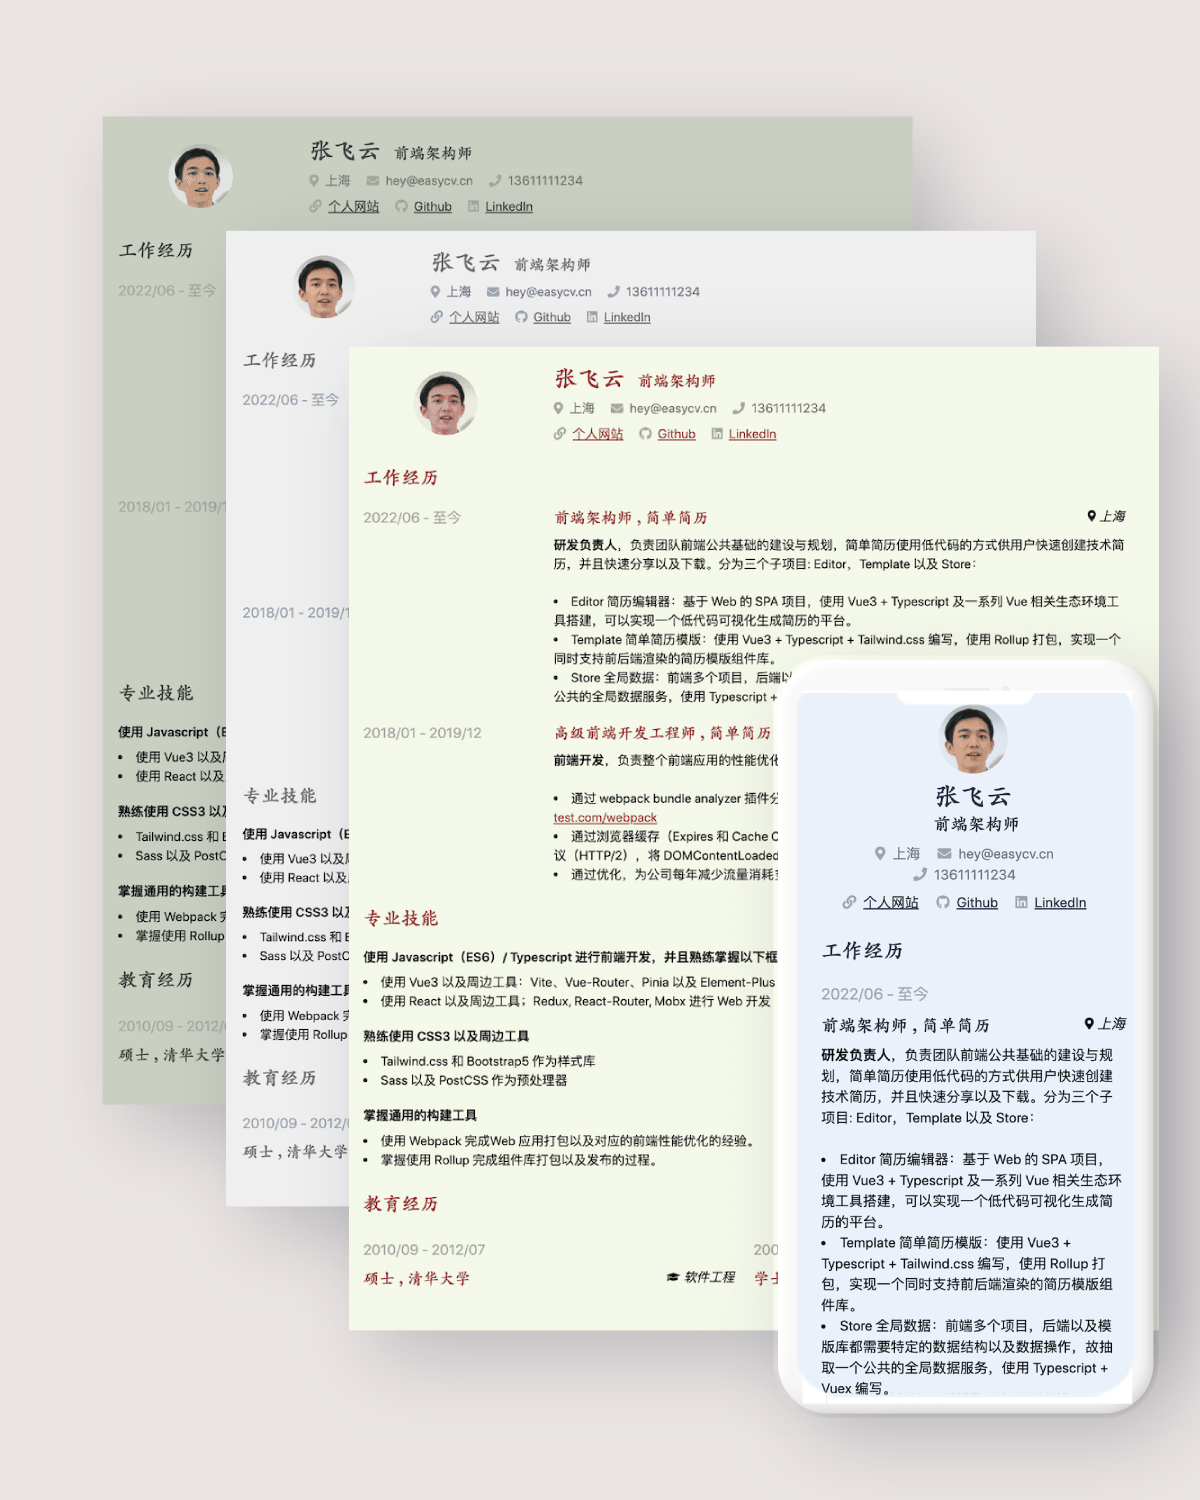 张飞云 前端架构师
上海 hey@easycv.cn 13611111234
个人网站 Github LinkedIn
工作经历
2022/06 - 至今
2018/01 - 2019/1
专业技能
使用 Javascript（E
• 使用 Vue3 以及周
• 使用 React 以及
熟练使用 CSS3 以及
• Tailwind.css 和 B
• Sass 以及 PostC
掌握通用的构建工具
• 使用 Webpack 完
• 掌握使用 Rollup
教育经历
2010/09 - 2012/0
硕士 , 清华大学
张飞云 前端架构师
上海 hey@easycv.cn 13611111234
个人网站 Github LinkedIn
工作经历
2022/06 - 至今
2018/01 - 2019/1
专业技能
使用 Javascript（E
• 使用 Vue3 以及周
• 使用 React 以及
熟练使用 CSS3 以及
• Tailwind.css 和 B
• Sass 以及 PostC
掌握通用的构建工具
• 使用 Webpack 完
• 掌握使用 Rollup
教育经历
2010/09 - 2012/0
硕士 , 清华大学
张飞云 前端架构师
上海 hey@easycv.cn 13611111234
个人网站 Github LinkedIn
工作经历
2022/06 - 至今
前端架构师 , 简单简历 上海
研发负责人，负责团队前端公共基础的建设与规划，简单简历使用低代码的方式供用户快速创建技术简
历，并且快速分享以及下载。分为三个子项目: Editor，Template 以及 Store：
• Editor 简历编辑器：基于 Web 的 SPA 项目，使用 Vue3 + Typescript 及一系列 Vue 相关生态环境工
具搭建，可以实现一个低代码可视化生成简历的平台。
• Template 简单简历模版：使用 Vue3 + Typescript + Tailwind.css 编写，使用 Rollup 打包，实现一个
同时支持前后端渲染的简历模版组件库。
• Store 全局数据：前端多个项目，后端以
公共的全局数据服务，使用 Typescript +
2018/01 - 2019/12
高级前端开发工程师 , 简单简历
前端开发，负责整个前端应用的性能优化
• 通过 webpack bundle analyzer 插件分
test.com/webpack
• 通过浏览器缓存（Expires 和 Cache C
议（HTTP/2），将 DOMContentLoaded
• 通过优化，为公司每年减少流量消耗
专业技能
使用 Javascript（ES6）/ Typescript 进行前端开发，并且熟练掌握以下框
• 使用 Vue3 以及周边工具：Vite、Vue-Router、Pinia 以及 Element-Plus
• 使用 React 以及周边工具；Redux, React-Router, Mobx 进行 Web 开发
熟练使用 CSS3 以及周边工具
• Tailwind.css 和 Bootstrap5 作为样式库
• Sass 以及 PostCSS 作为预处理器
掌握通用的构建工具
• 使用 Webpack 完成Web 应用打包以及对应的前端性能优化的经验。
• 掌握使用 Rollup 完成组件库打包以及发布的过程。
教育经历
2010/09 - 2012/07 200
硕士 , 清华大学 软件工程 学士
张飞云
前端架构师
上海 hey@easycv.cn
13611111234
个人网站 Github LinkedIn
工作经历
2022/06 - 至今
前端架构师 , 简单简历 上海
研发负责人，负责团队前端公共基础的建设与规
划，简单简历使用低代码的方式供用户快速创建
技术简历，并且快速分享以及下载。分为三个子
项目: Editor，Template 以及 Store：
• Editor 简历编辑器：基于 Web 的 SPA 项目，
使用 Vue3 + Typescript 及一系列 Vue 相关生态环
境工具搭建，可以实现一个低代码可视化生成简
历的平台。
• Template 简单简历模版：使用 Vue3 +
Typescript + Tailwind.css 编写，使用 Rollup 打
包，实现一个同时支持前后端渲染的简历模版组
件库。
• Store 全局数据：前端多个项目，后端以及模
版库都需要特定的数据结构以及数据操作，故抽
取一个公共的全局数据服务，使用 Typescript +
Vuex 编写。